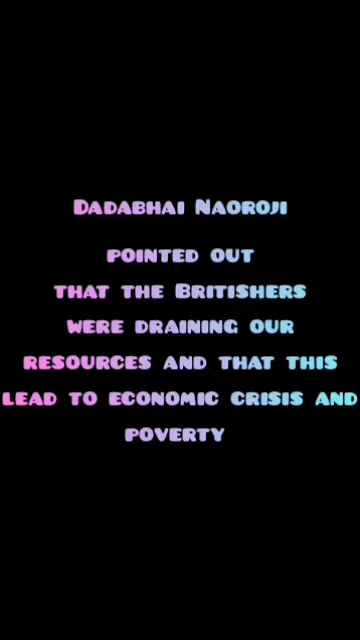 Dadabhai Naoroji
pointed out
that the Britishers
were draining our
resources and that this
lead to economic crisis and
poverty